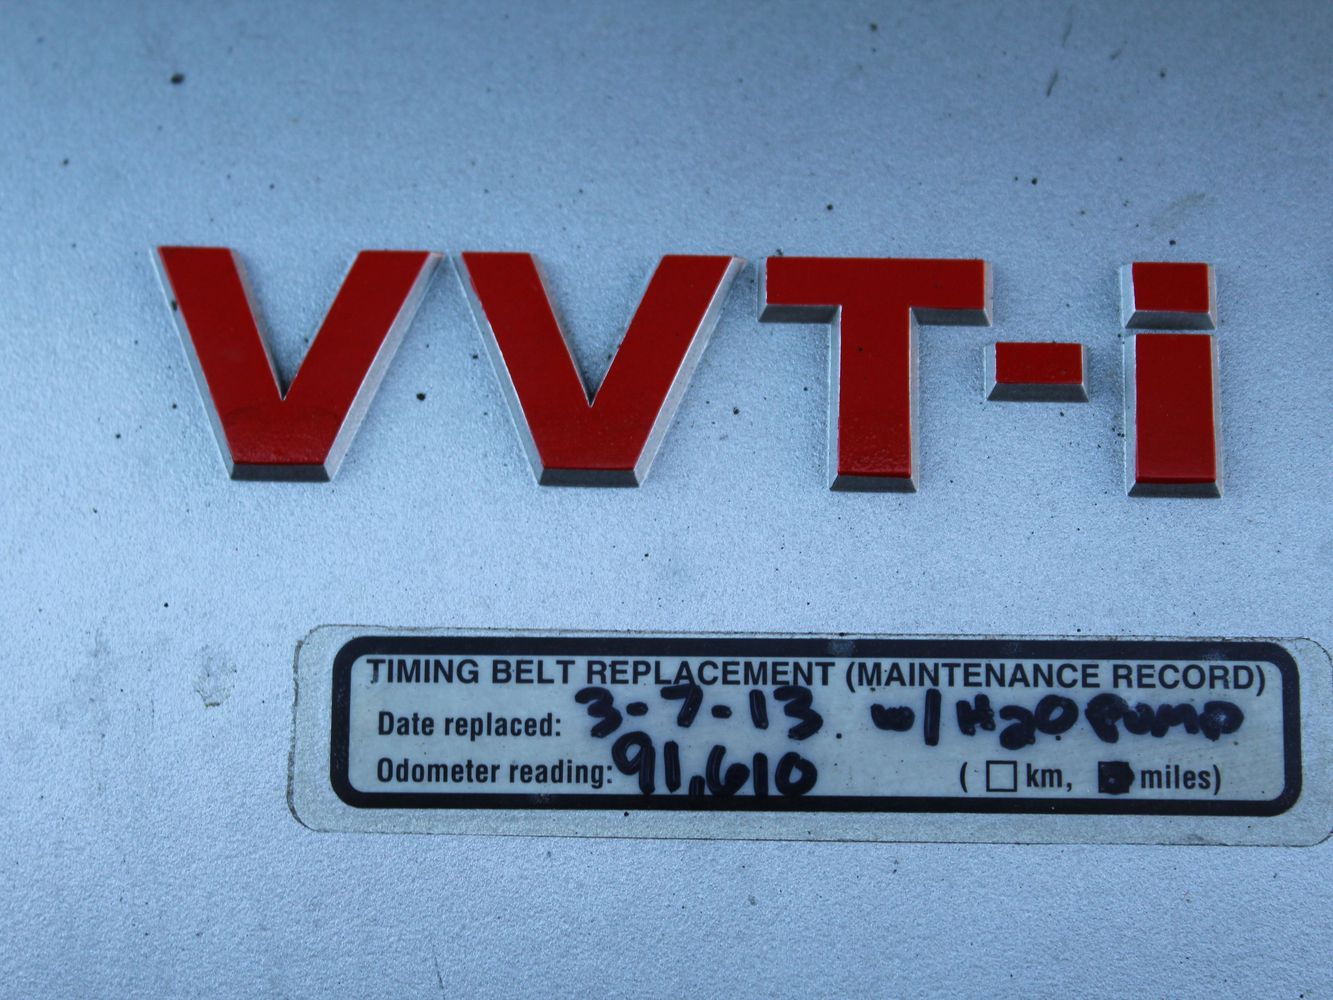 VVT-i
TIMING BELT REPLACEMENT (MAINTENANCE RECORD)
Date replaced: 3-7-13 w/ H2O Pump
Odometer reading: 91,610 ( km, miles)